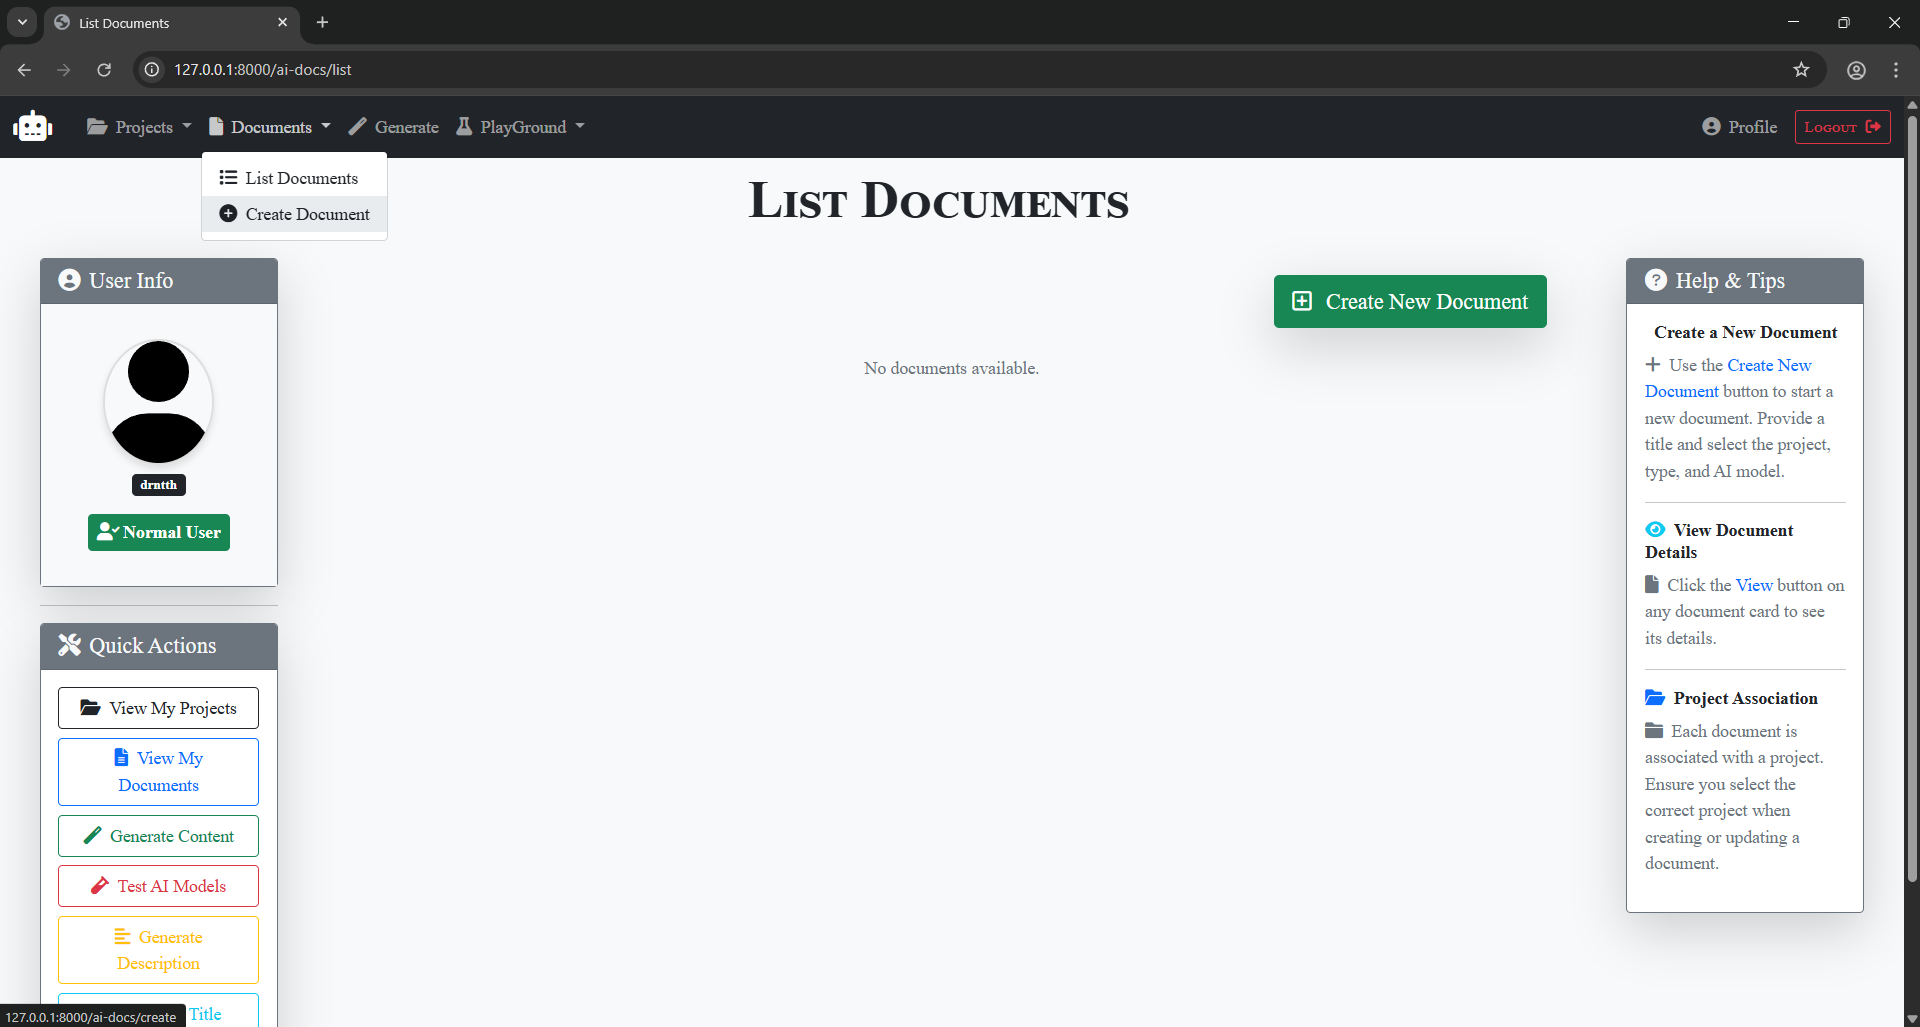 List Documents
127.0.0.1:8000/ai-docs/list
Projects Documents Generate PlayGround Profile Logout
List Documents
Create Document
List Documents
User Info
drntth
Normal User
Quick Actions
View My Projects
View My
Documents
Generate Content
Test AI Models
Generate
Description
Title
Create New Document
No documents available.
Help & Tips
Create a New Document
Use the Create New
Document button to start a
new document. Provide a
title and select the project,
type, and AI model.
View Document
Details
Click the View button on
any document card to see
its details.
Project Association
Each document is
associated with a project.
Ensure you select the
correct project when
creating or updating a
document.
127.0.0.1:8000/ai-docs/create